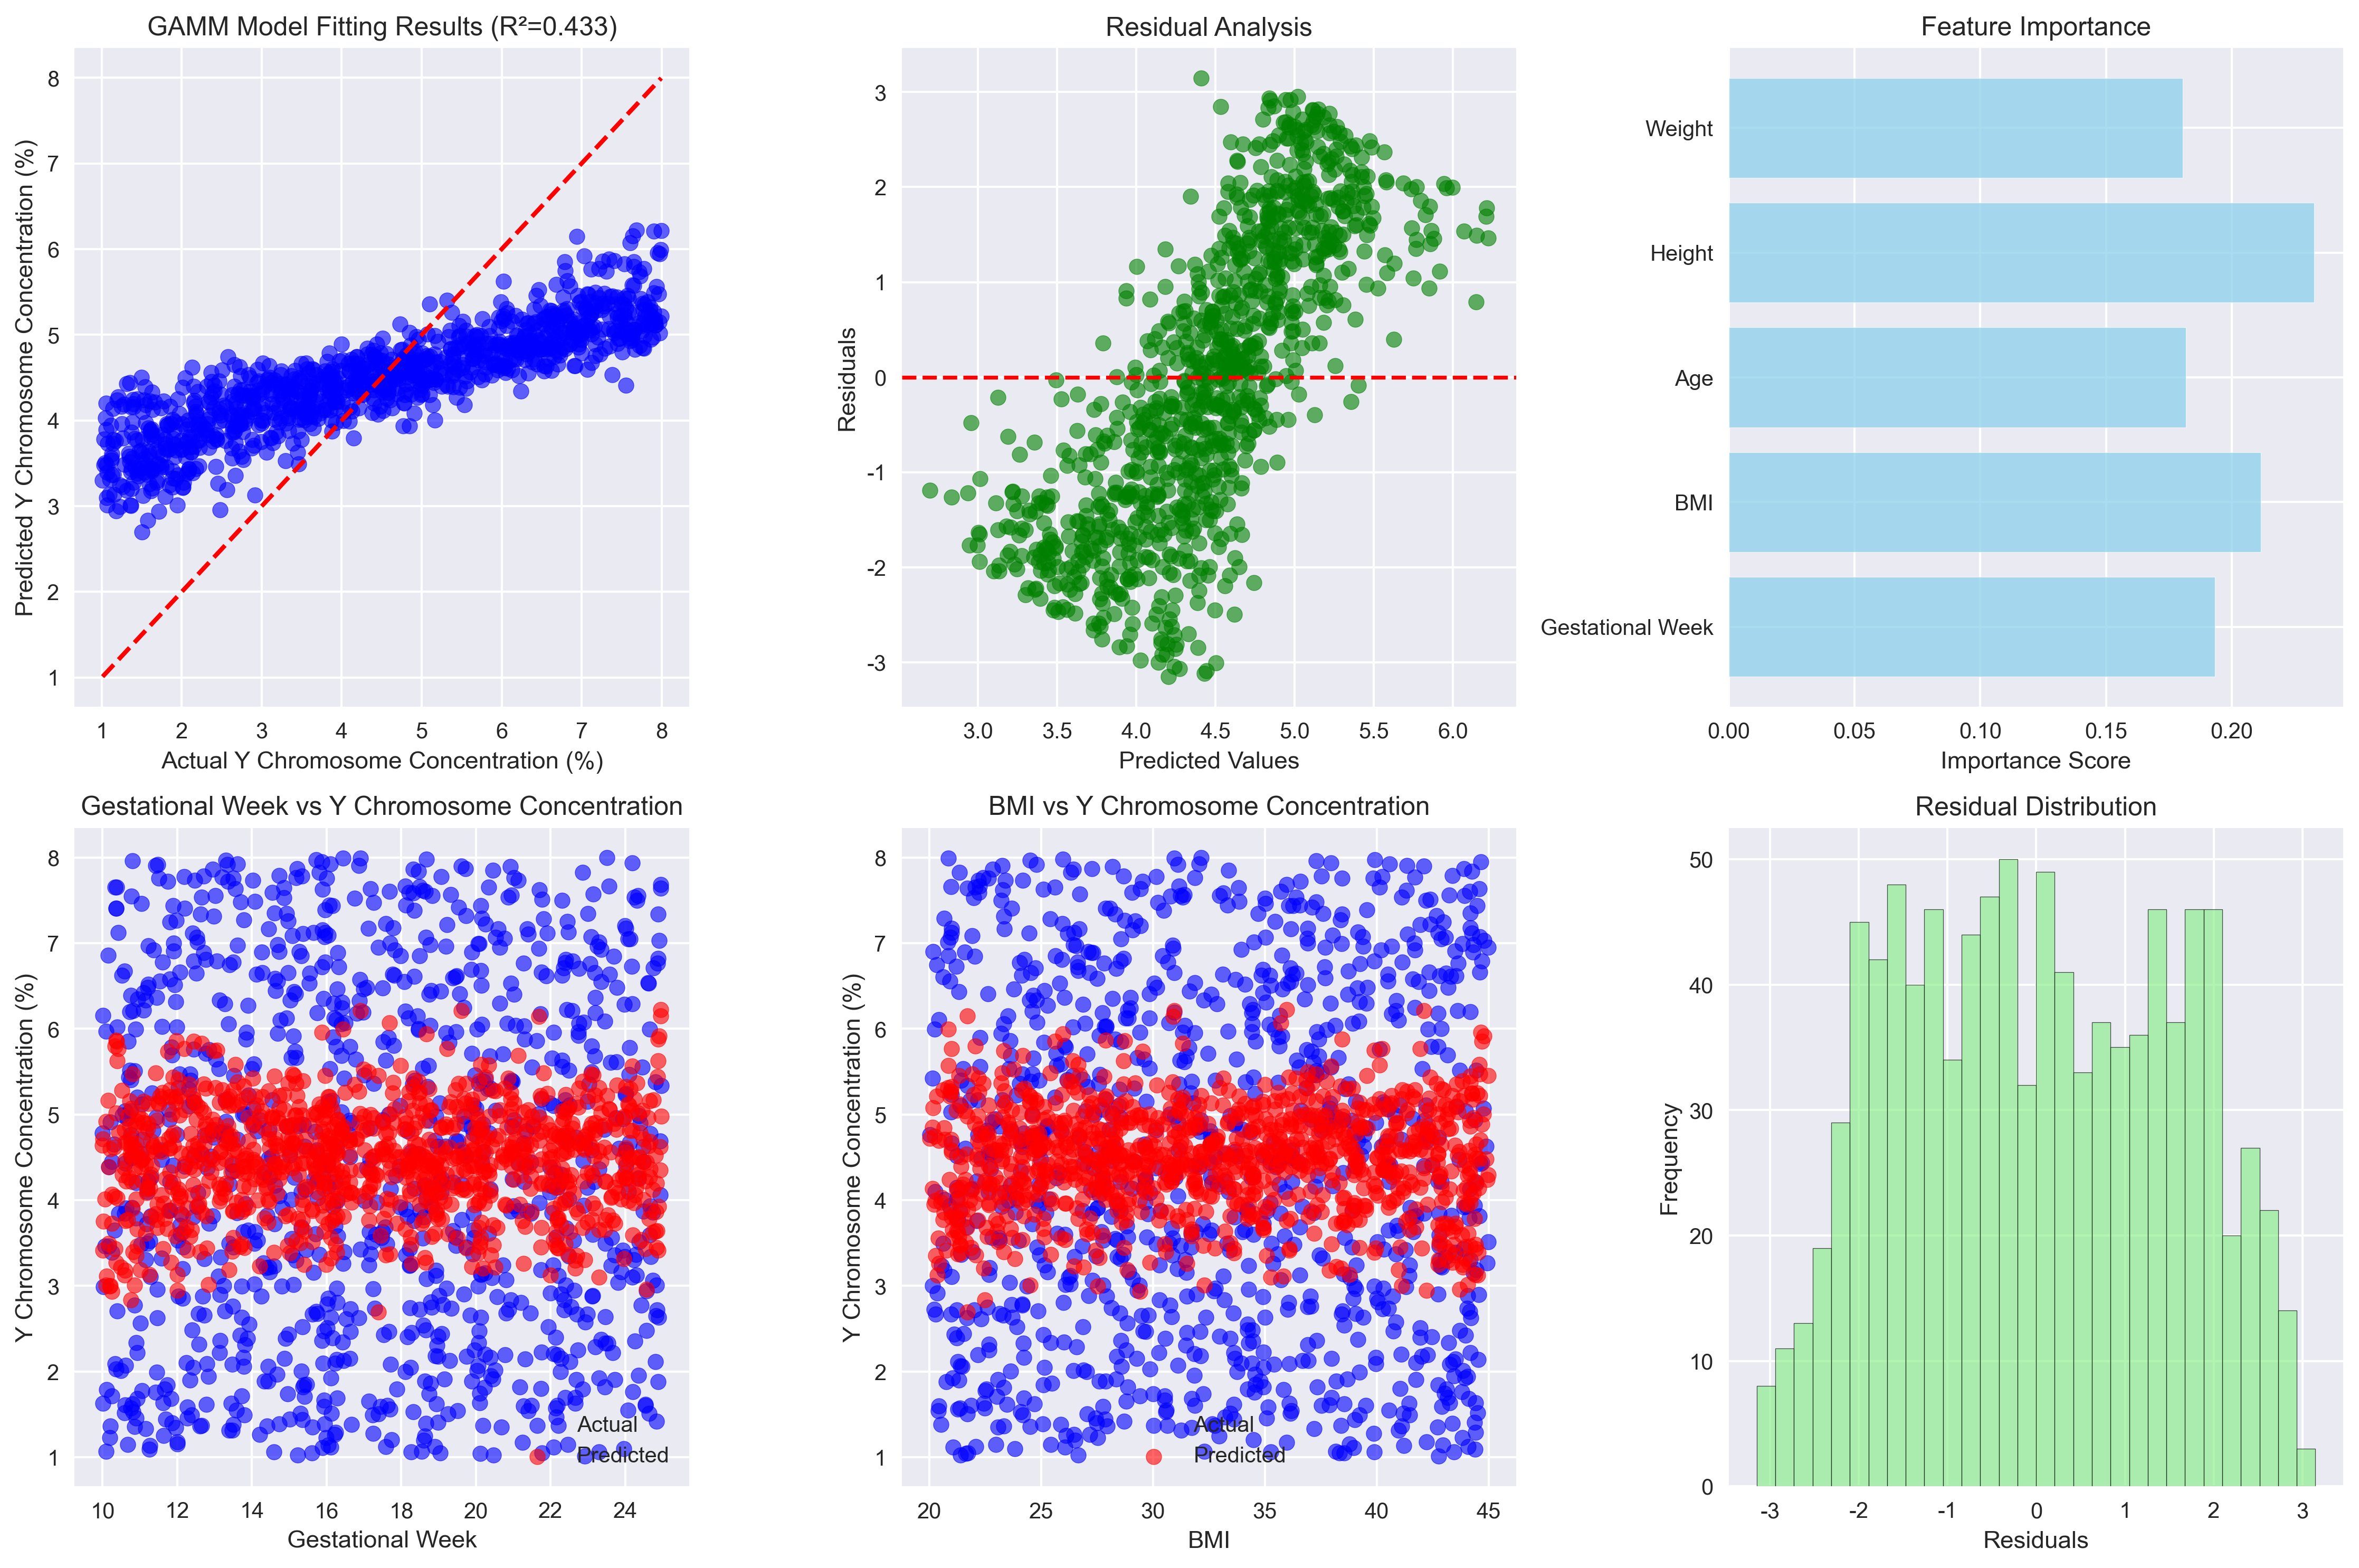 GAMM Model Fitting Results (R²=0.433)
Predicted Y Chromosome Concentration (%)
8
7
6
5
4
3
2
1
1 2 3 4 5 6 7 8
Actual Y Chromosome Concentration (%)
Residual Analysis
Residuals
3
2
1
0
-1
-2
-3
3.0 3.5 4.0 4.5 5.0 5.5 6.0
Predicted Values
Feature Importance
Weight
Height
Age
BMI
Gestational Week
0.00 0.05 0.10 0.15 0.20
Importance Score
Gestational Week vs Y Chromosome Concentration
Y Chromosome Concentration (%)
8
7
6
5
4
3
2
1
Actual
Predicted
10 12 14 16 18 20 22 24
Gestational Week
BMI vs Y Chromosome Concentration
Y Chromosome Concentration (%)
8
7
6
5
4
3
2
1
Actual
Predicted
20 25 30 35 40 45
BMI
Residual Distribution
Frequency
50
40
30
20
10
0
-3 -2 -1 0 1 2 3
Residuals